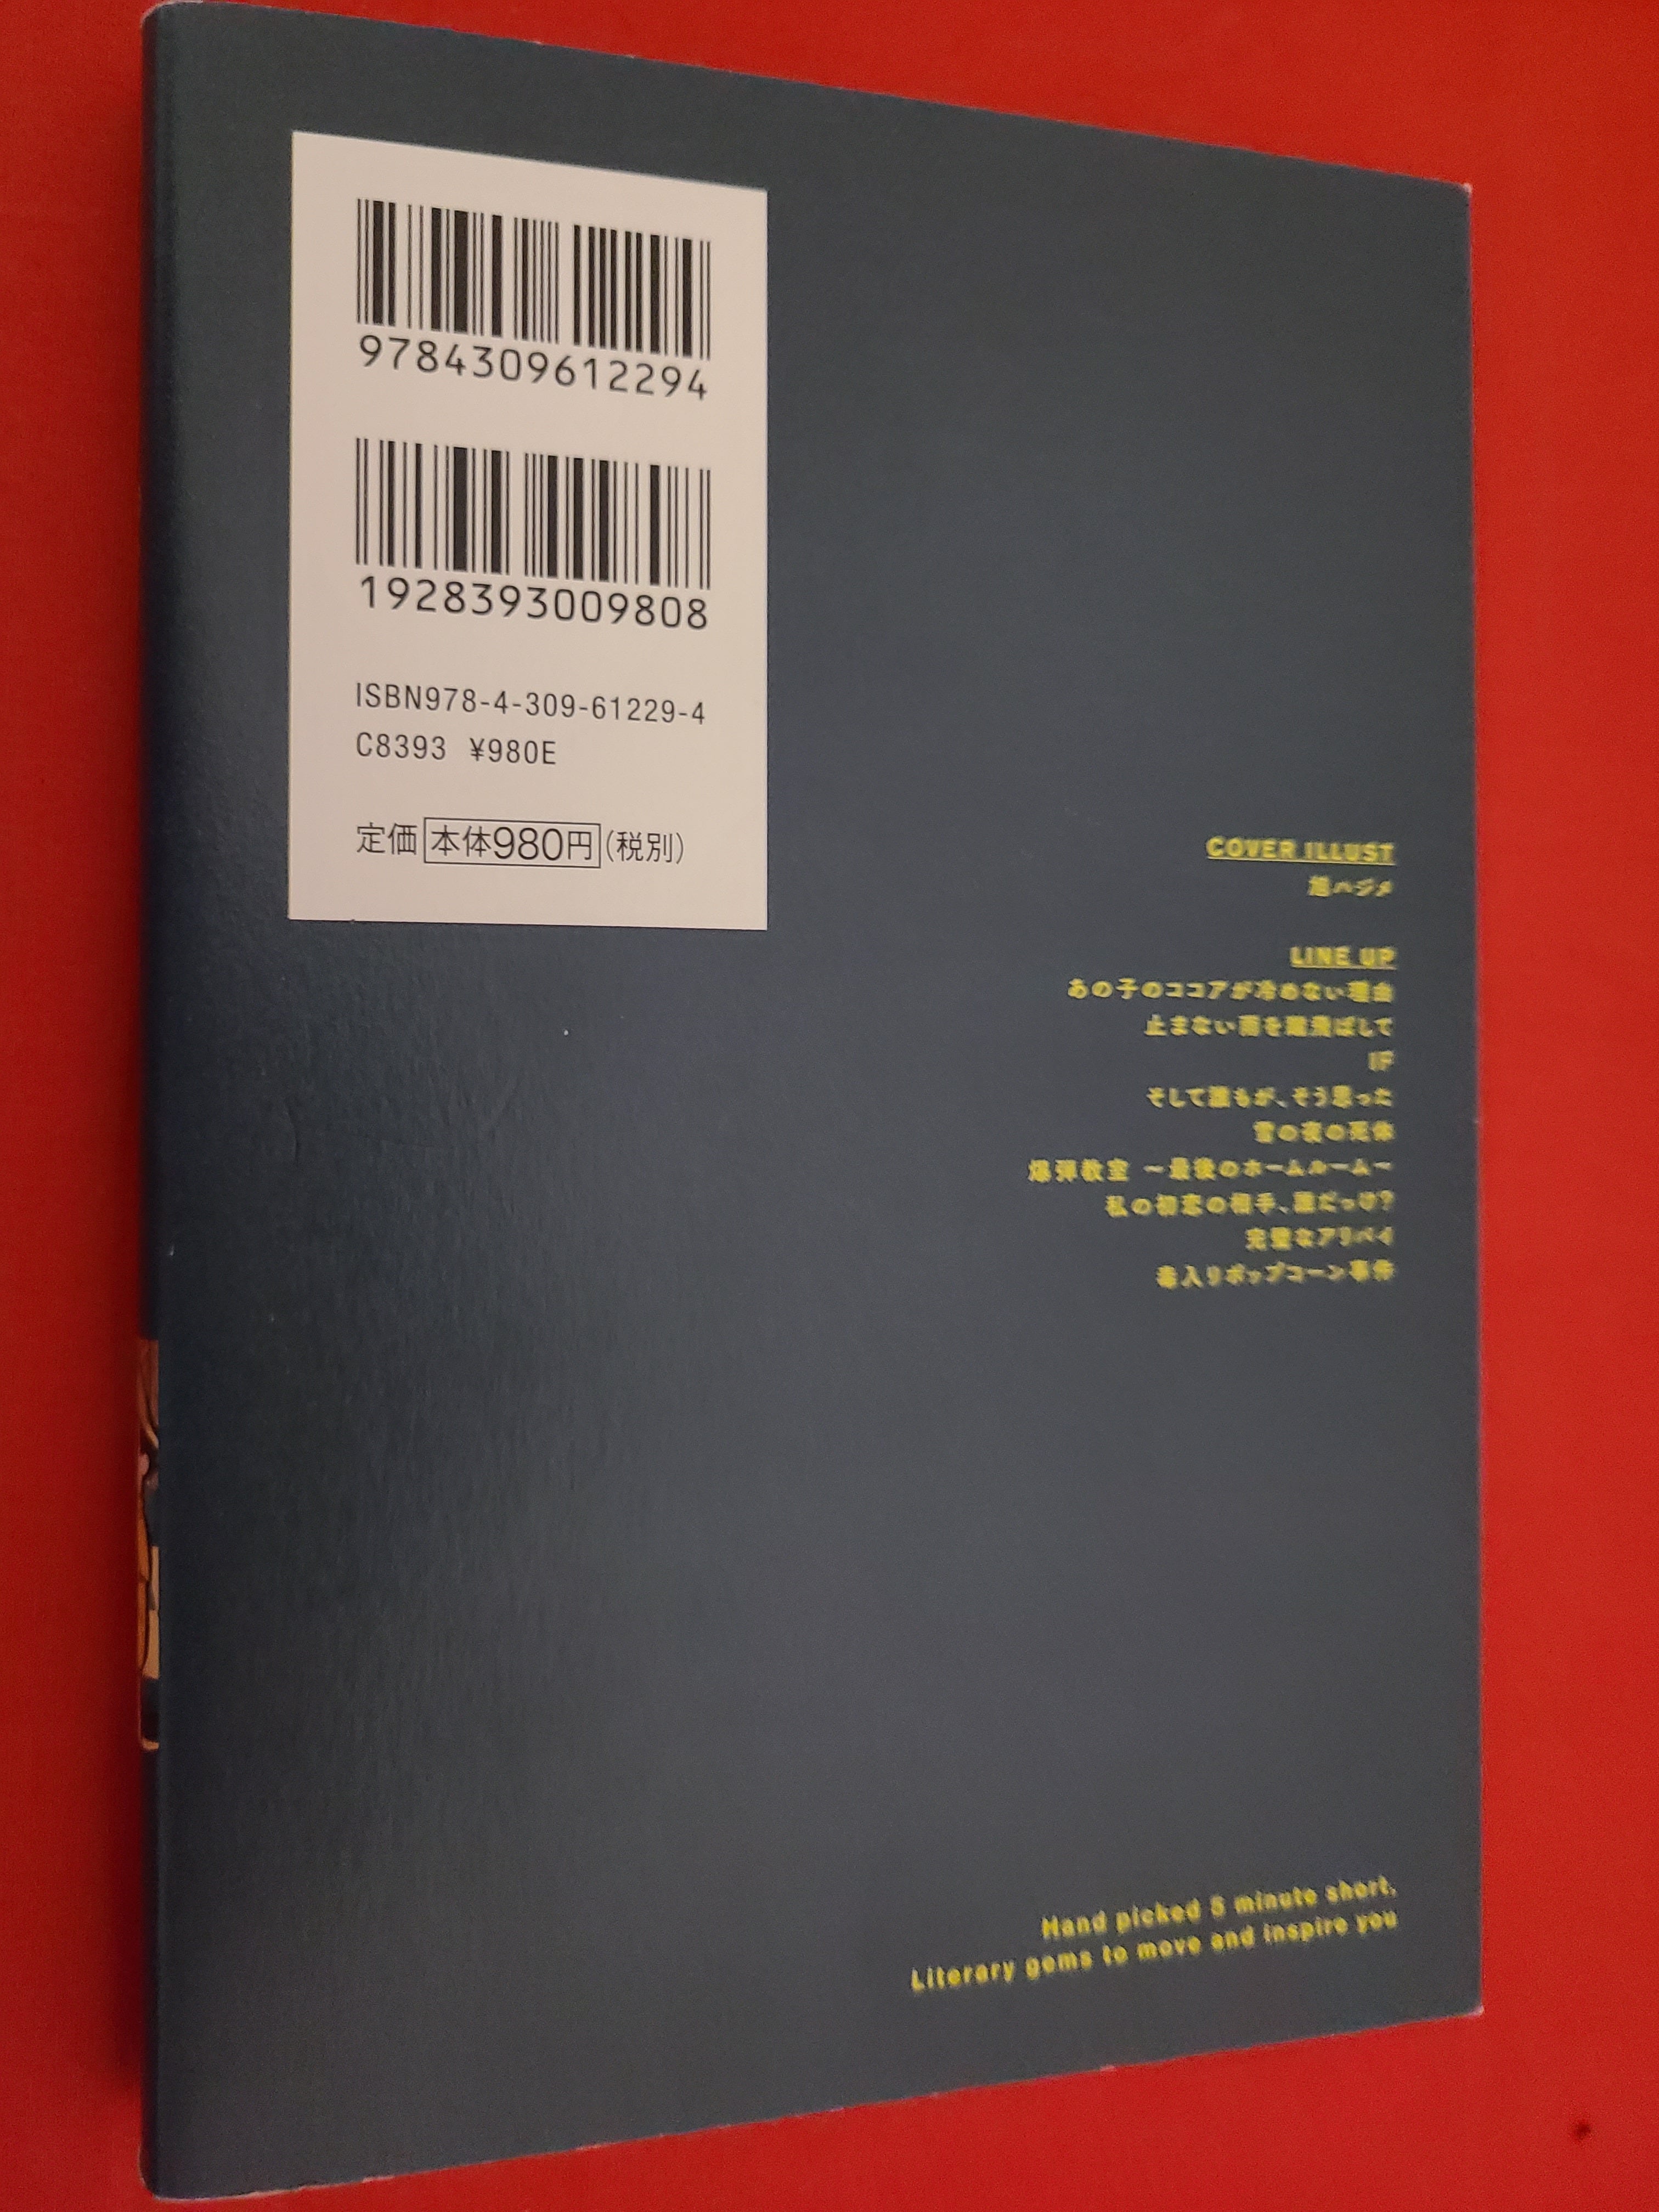 9784309612294
1928393009808
ISBN978-4-309-61229-4
C8393 ¥980E
定価 本体980円 (税別)
COVER ILLUST
旭ハジメ
LINE UP
あの子のココアが冷めない理由
止まない雨を蹴飛ばして
IF
そして誰もが、そう思った
雪の夜の死体
爆弾教室 ～最後のホームルーム～
私の初恋の相手、誰だっけ?
完璧なアリバイ
毒入りポップコーン事件
Hand picked 5 minute short,
Literary gems to move and inspire you